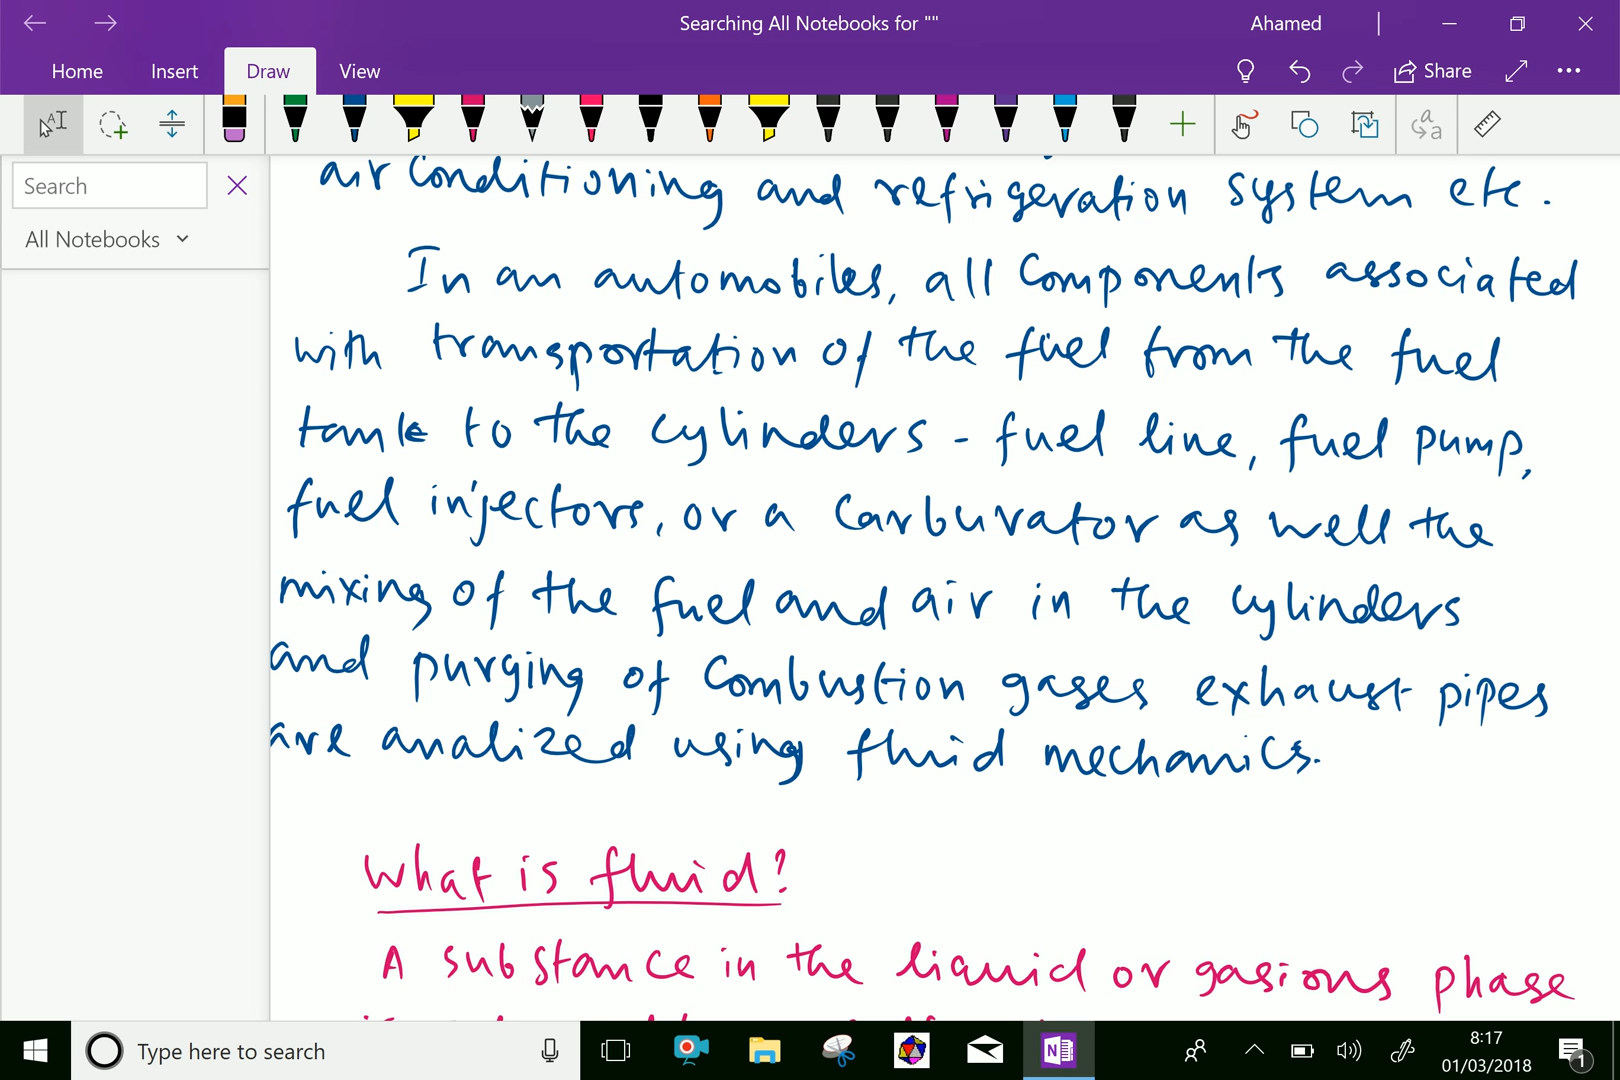 Searching All Notebooks for ""
Ahamed
Home
Insert
Draw
View
Share
Search
All Notebooks
air conditioning and refrigeration system etc.
In an automobiles, all components associated
with transportation of the fuel from the fuel
tank to the cylinders - fuel line, fuel pump,
fuel injectors, or a carburator as well the
mixing of the fuel and air in the cylinders
and purging of combustion gases exhaust pipes
are analized using fluid mechanics.
What is fluid?
A substance in the liquid or gasious phase
Type here to search
8:17
01/03/2018
1